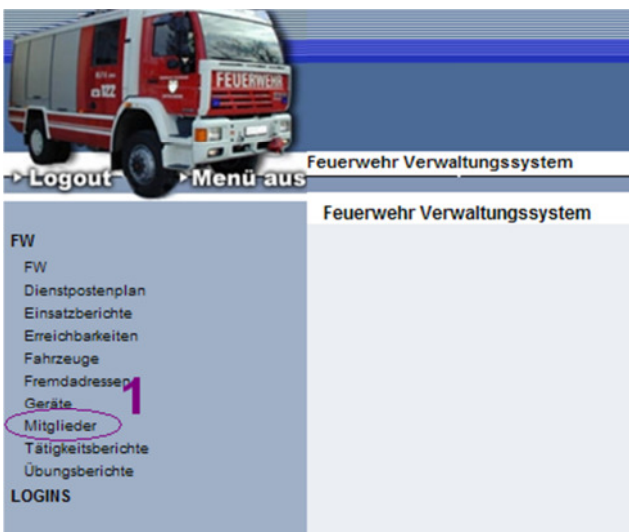 FEUERWEHR
122
Feuerwehr Verwaltungssystem
Logout Menü aus
Feuerwehr Verwaltungssystem
FW
FW
Dienstpostenplan
Einsatzberichte
Erreichbarkeiten
Fahrzeuge
Fremdadressen
1
Geräte
Mitglieder
Tätigkeitsberichte
Übungsberichte
LOGINS